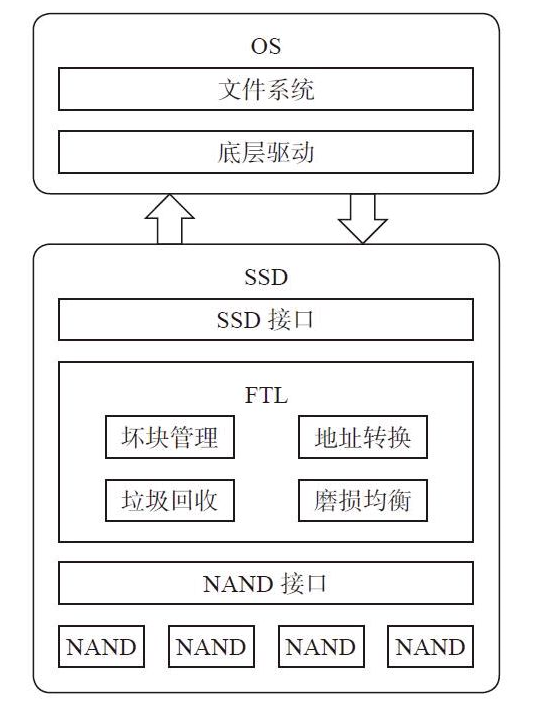 OS
文件系统
底层驱动
SSD
SSD 接口
FTL
坏块管理 地址转换
垃圾回收 磨损均衡
NAND 接口
NAND NAND NAND NAND